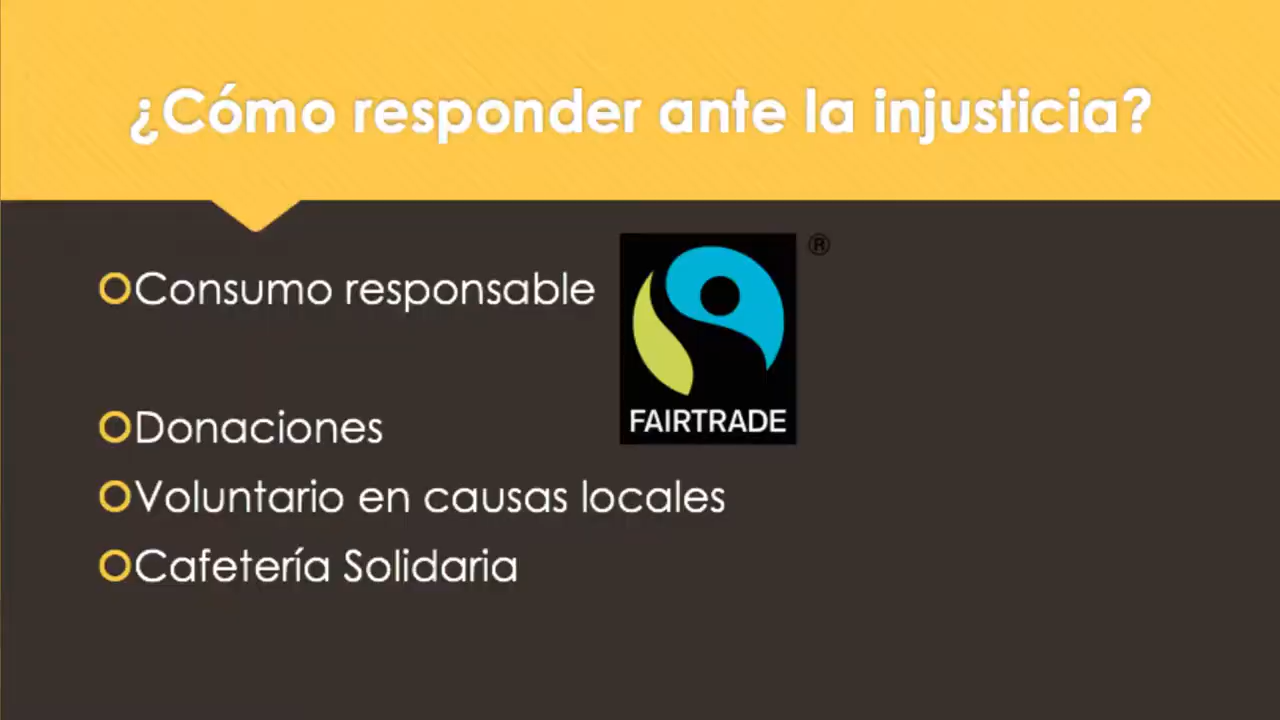 ¿Cómo responder ante la injusticia?
Consumo responsable
®
FAIRTRADE
Donaciones
Voluntario en causas locales
Cafetería Solidaria